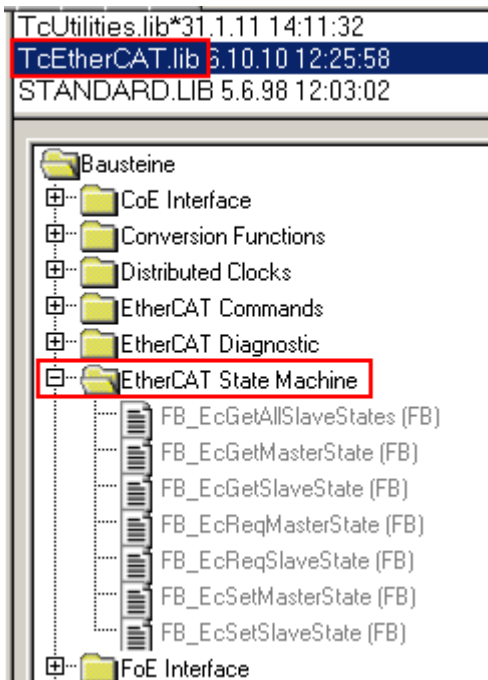 TcUtilities.lib*31.1.11 14:11:32
TcEtherCAT.lib 6.10.10 12:25:58
STANDARD.LIB 5.6.98 12:03:02
Bausteine
CoE Interface
Conversion Functions
Distributed Clocks
EtherCAT Commands
EtherCAT Diagnostic
EtherCAT State Machine
FB_EcGetAllSlaveStates (FB)
FB_EcGetMasterState (FB)
FB_EcGetSlaveState (FB)
FB_EcReqMasterState (FB)
FB_EcReqSlaveState (FB)
FB_EcSetMasterState (FB)
FB_EcSetSlaveState (FB)
FoE Interface